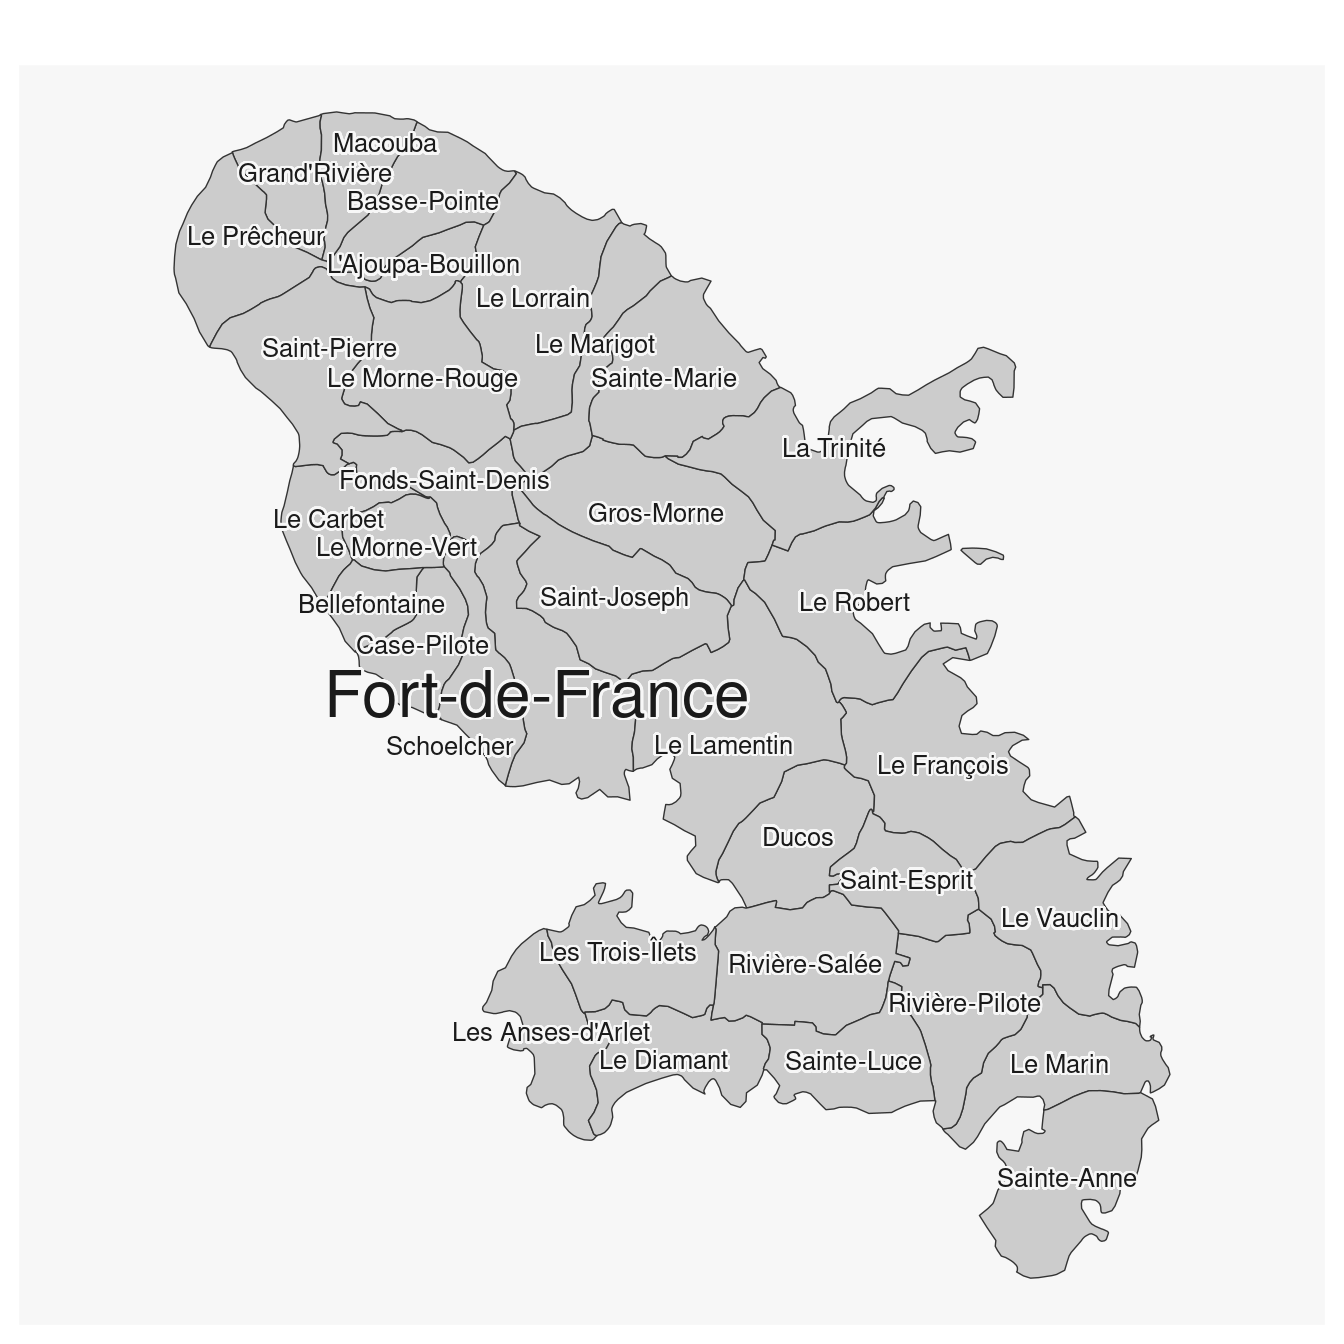 Macouba
Grand'Rivière
Basse-Pointe
Le Prêcheur
L'Ajoupa-Bouillon
Le Lorrain
Le Marigot
Saint-Pierre
Le Morne-Rouge
Sainte-Marie
La Trinité
Fonds-Saint-Denis
Gros-Morne
Le Carbet
Le Morne-Vert
Saint-Joseph
Le Robert
Bellefontaine
Case-Pilote
Fort-de-France
Schoelcher
Le Lamentin
Le François
Ducos
Saint-Esprit
Le Vauclin
Les Trois-Îlets
Rivière-Salée
Rivière-Pilote
Les Anses-d'Arlet
Le Diamant
Sainte-Luce
Le Marin
Sainte-Anne